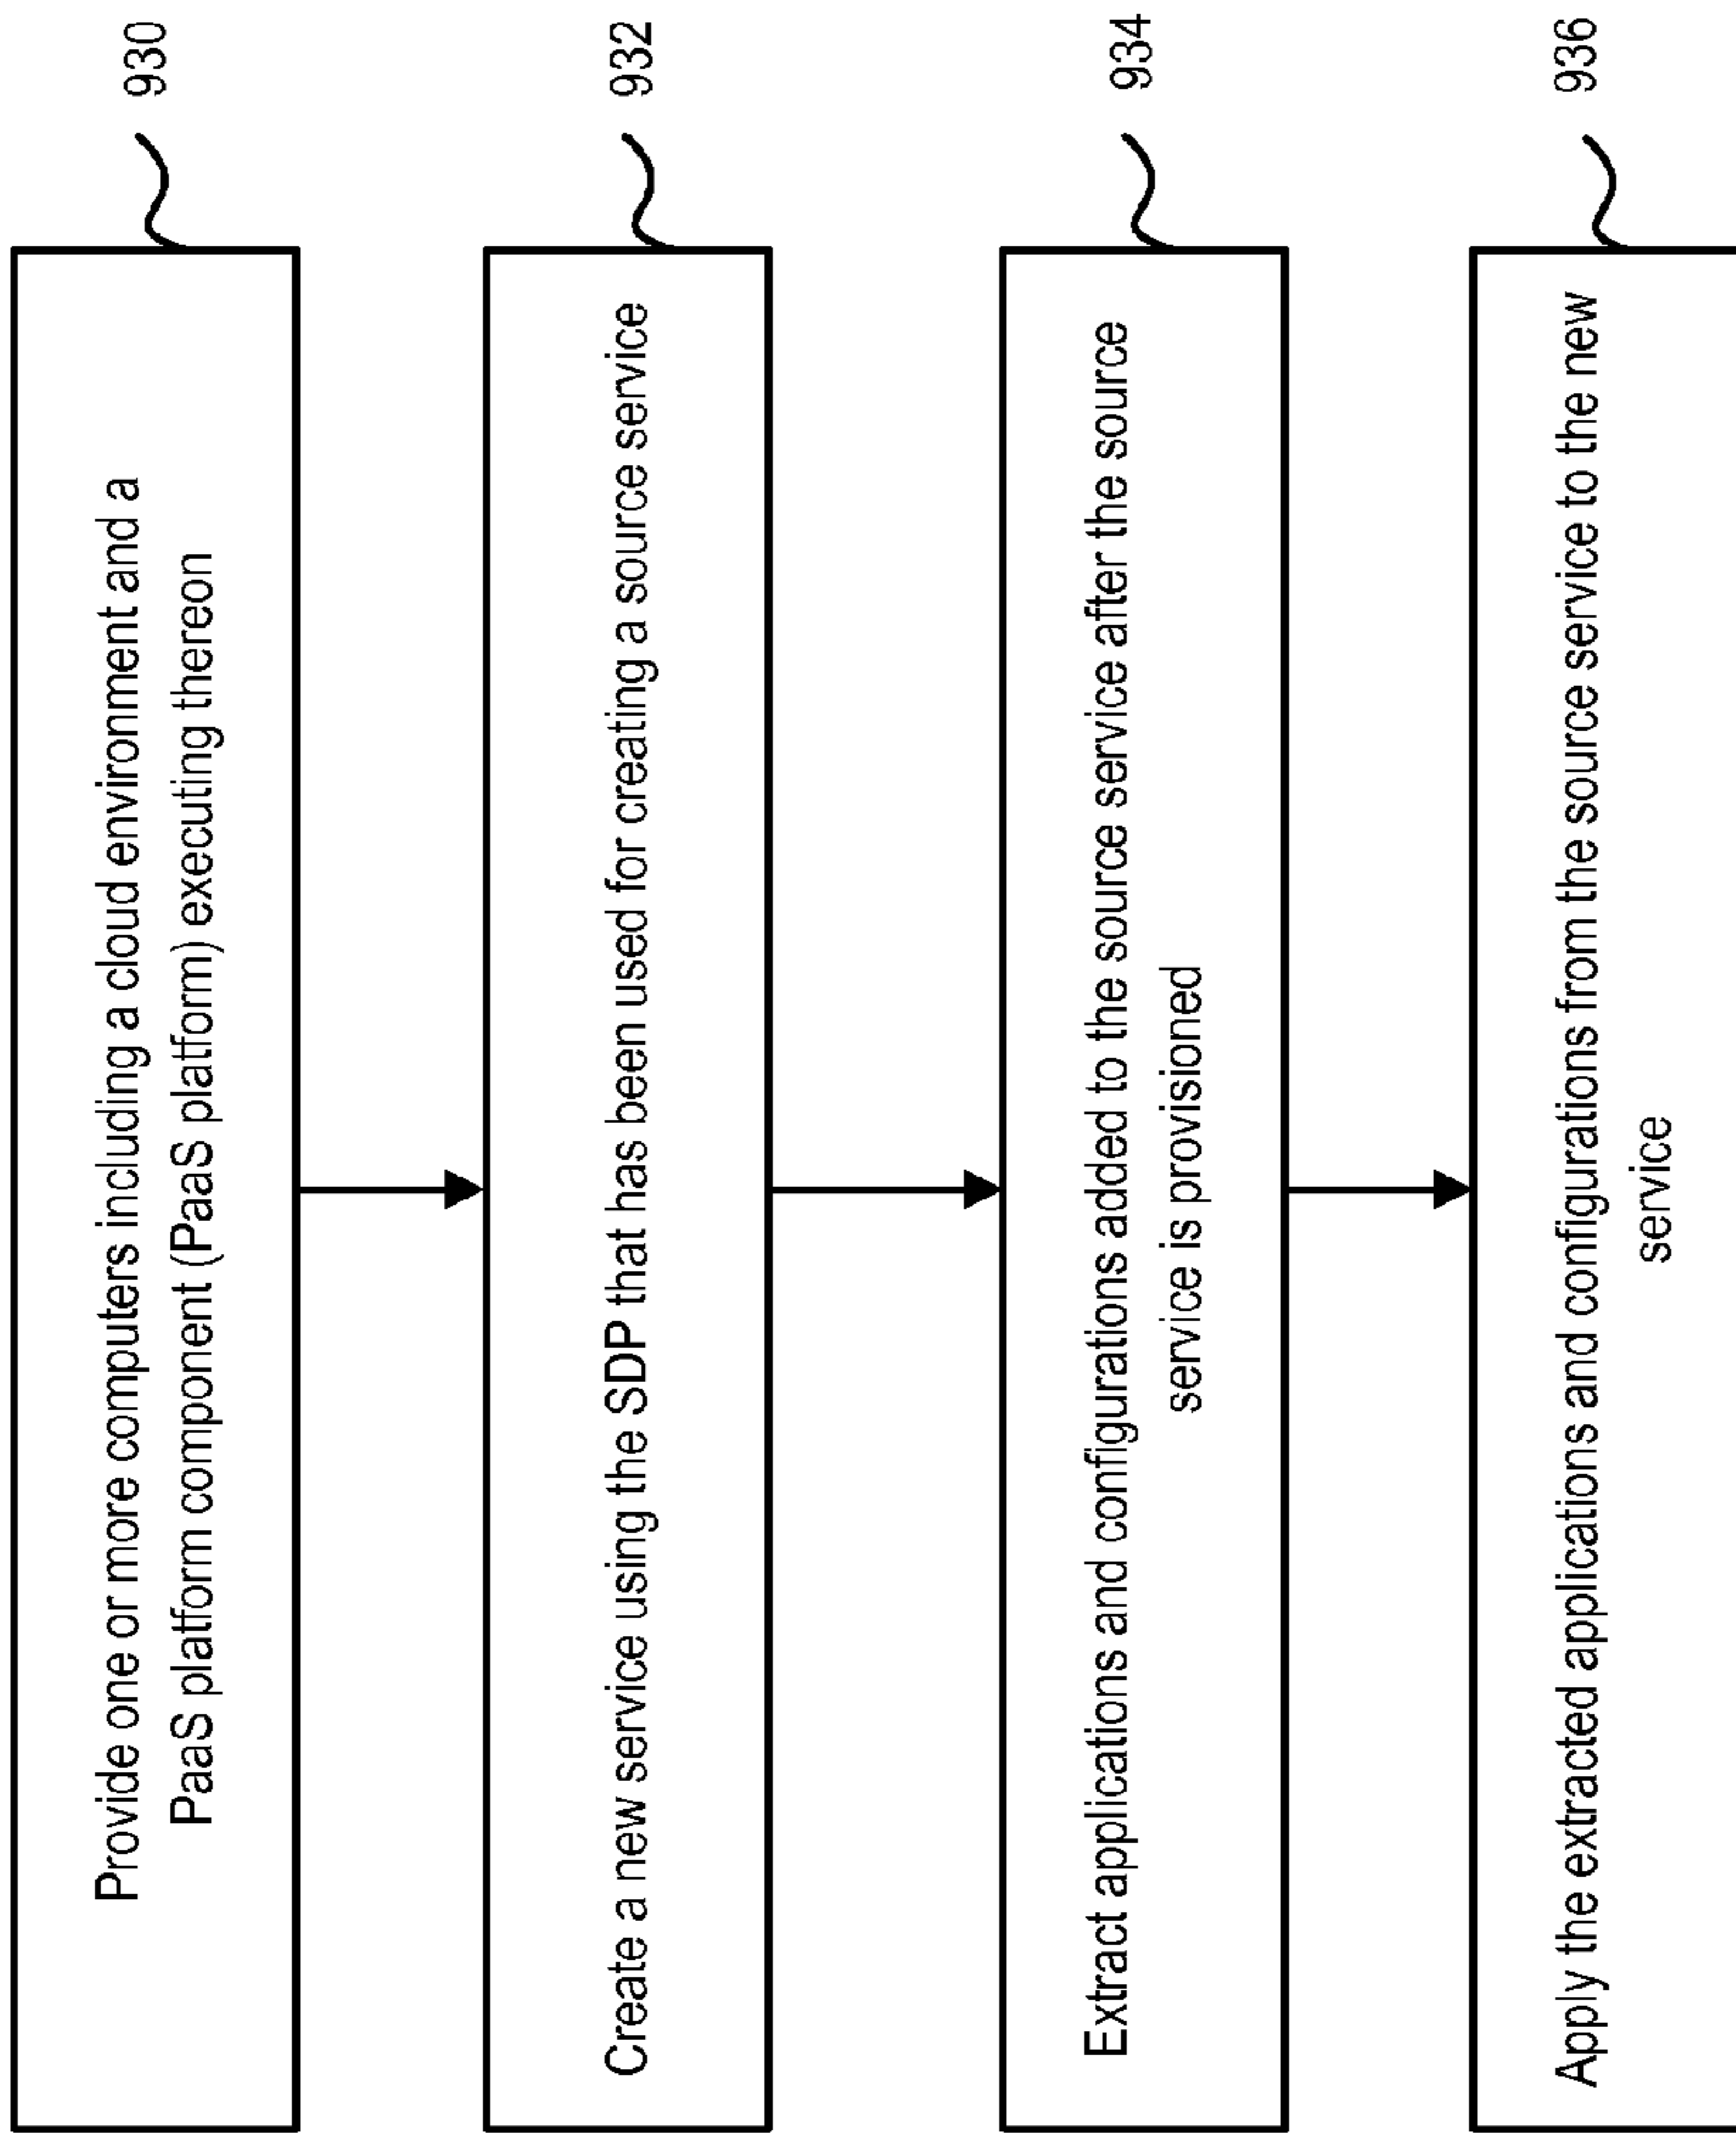 Provide one or more computers including a cloud environment and a
PaaS platform component (PaaS platform) executing thereon
930
Create a new service using the SDP that has been used for creating a source service
932
Extract applications and configurations added to the source service after the source
service is provisioned
934
Apply the extracted applications and configurations from the source service to the new
service
936